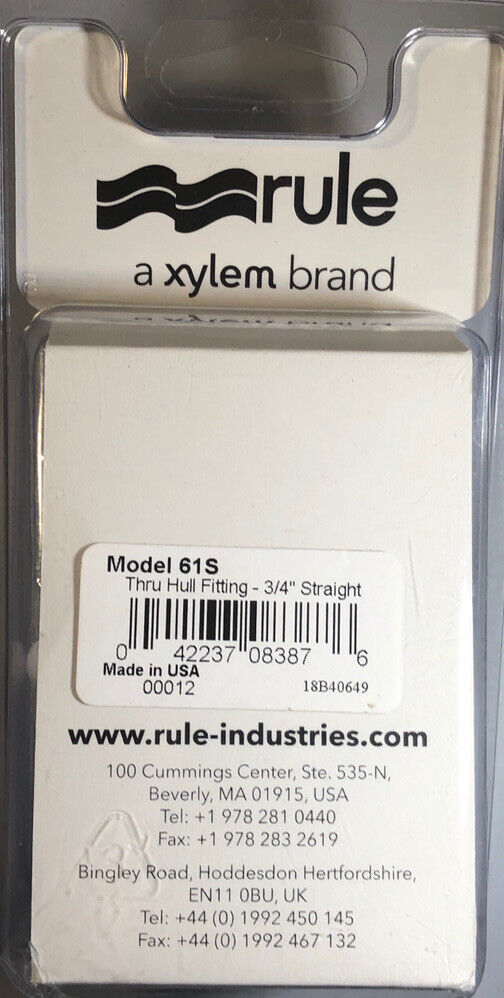 rule
a xylem brand
Model 61S
Thru Hull Fitting - 3/4" Straight
0 42237 08387 6
Made in USA
00012 18B40649
www.rule-industries.com
100 Cummings Center, Ste. 535-N,
Beverly, MA 01915, USA
Tel: +1 978 281 0440
Fax: +1 978 283 2619
Bingley Road, Hoddesdon Hertfordshire,
EN11 0BU, UK
Tel: +44 (0) 1992 450 145
Fax: +44 (0) 1992 467 132